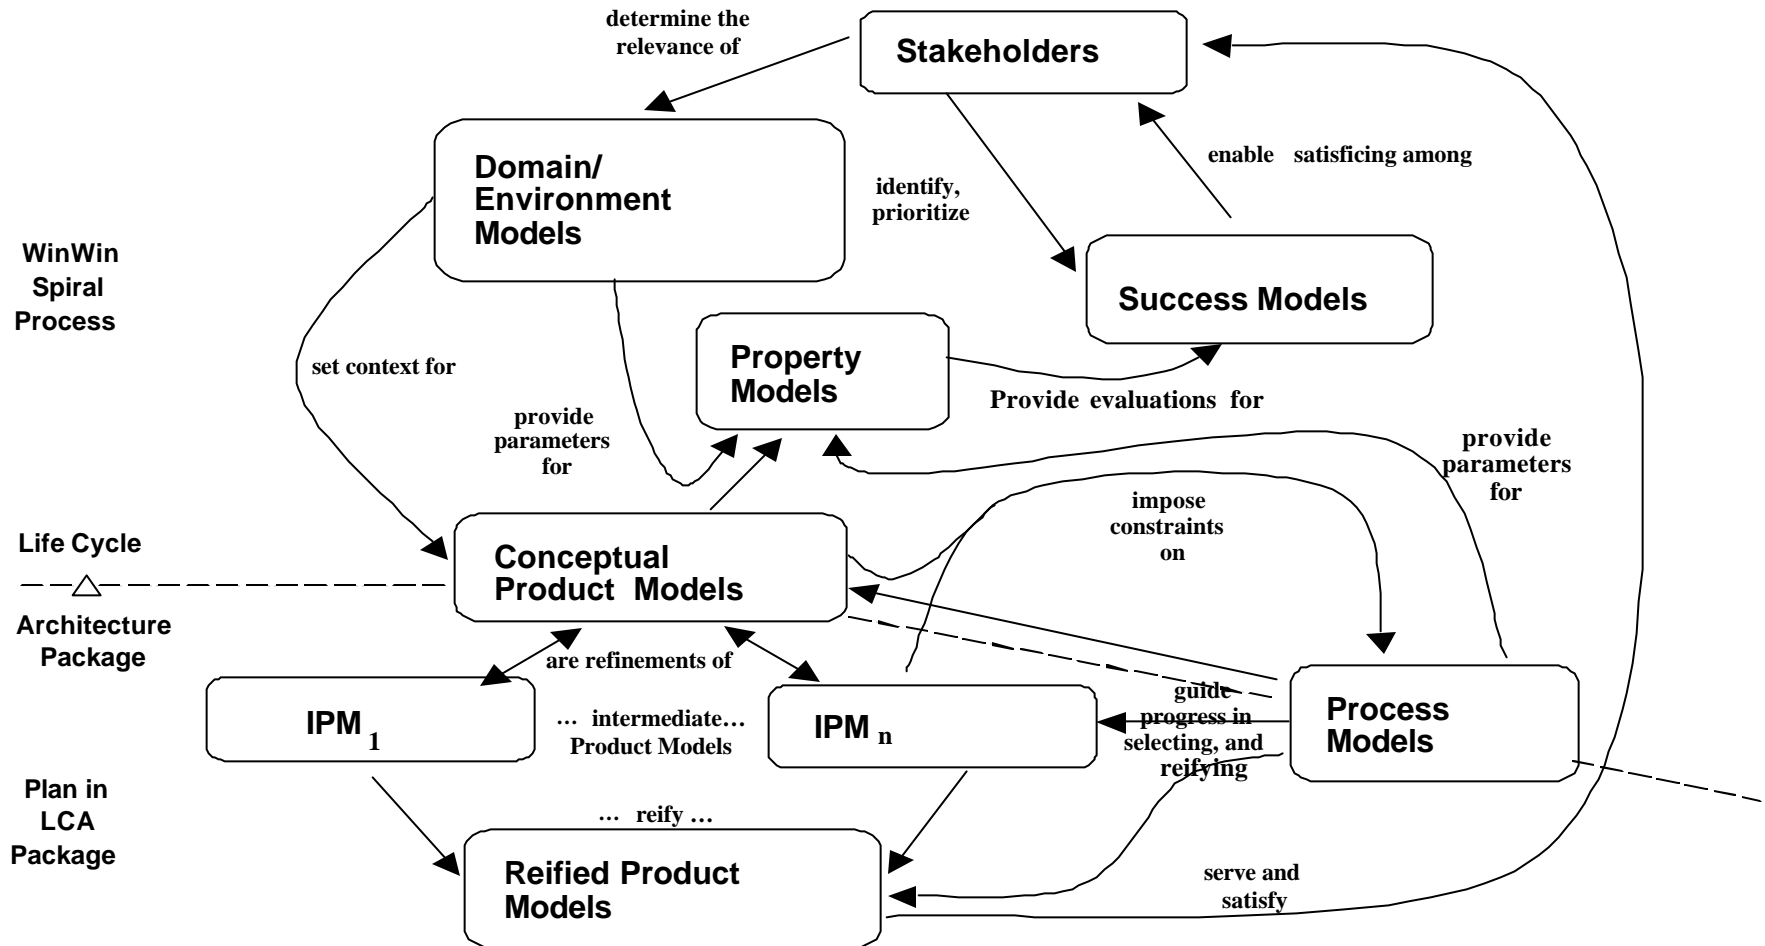 determine the
relevance of
Stakeholders
Domain/
Environment
Models
enable satisficing among
identify,
prioritize
WinWin
Spiral
Process
Success Models
set context for
Property
Models
Provide evaluations for
provide
parameters
for
provide
parameters
for
impose
constraints
on
Life Cycle
Conceptual
Product Models
Architecture
Package
are refinements of
IPM 1
… intermediate…
Product Models
IPM n
guide
progress in
selecting, and
reifying
Process
Models
Plan in
LCA
Package
… reify …
Reified Product
Models
serve and
satisfy